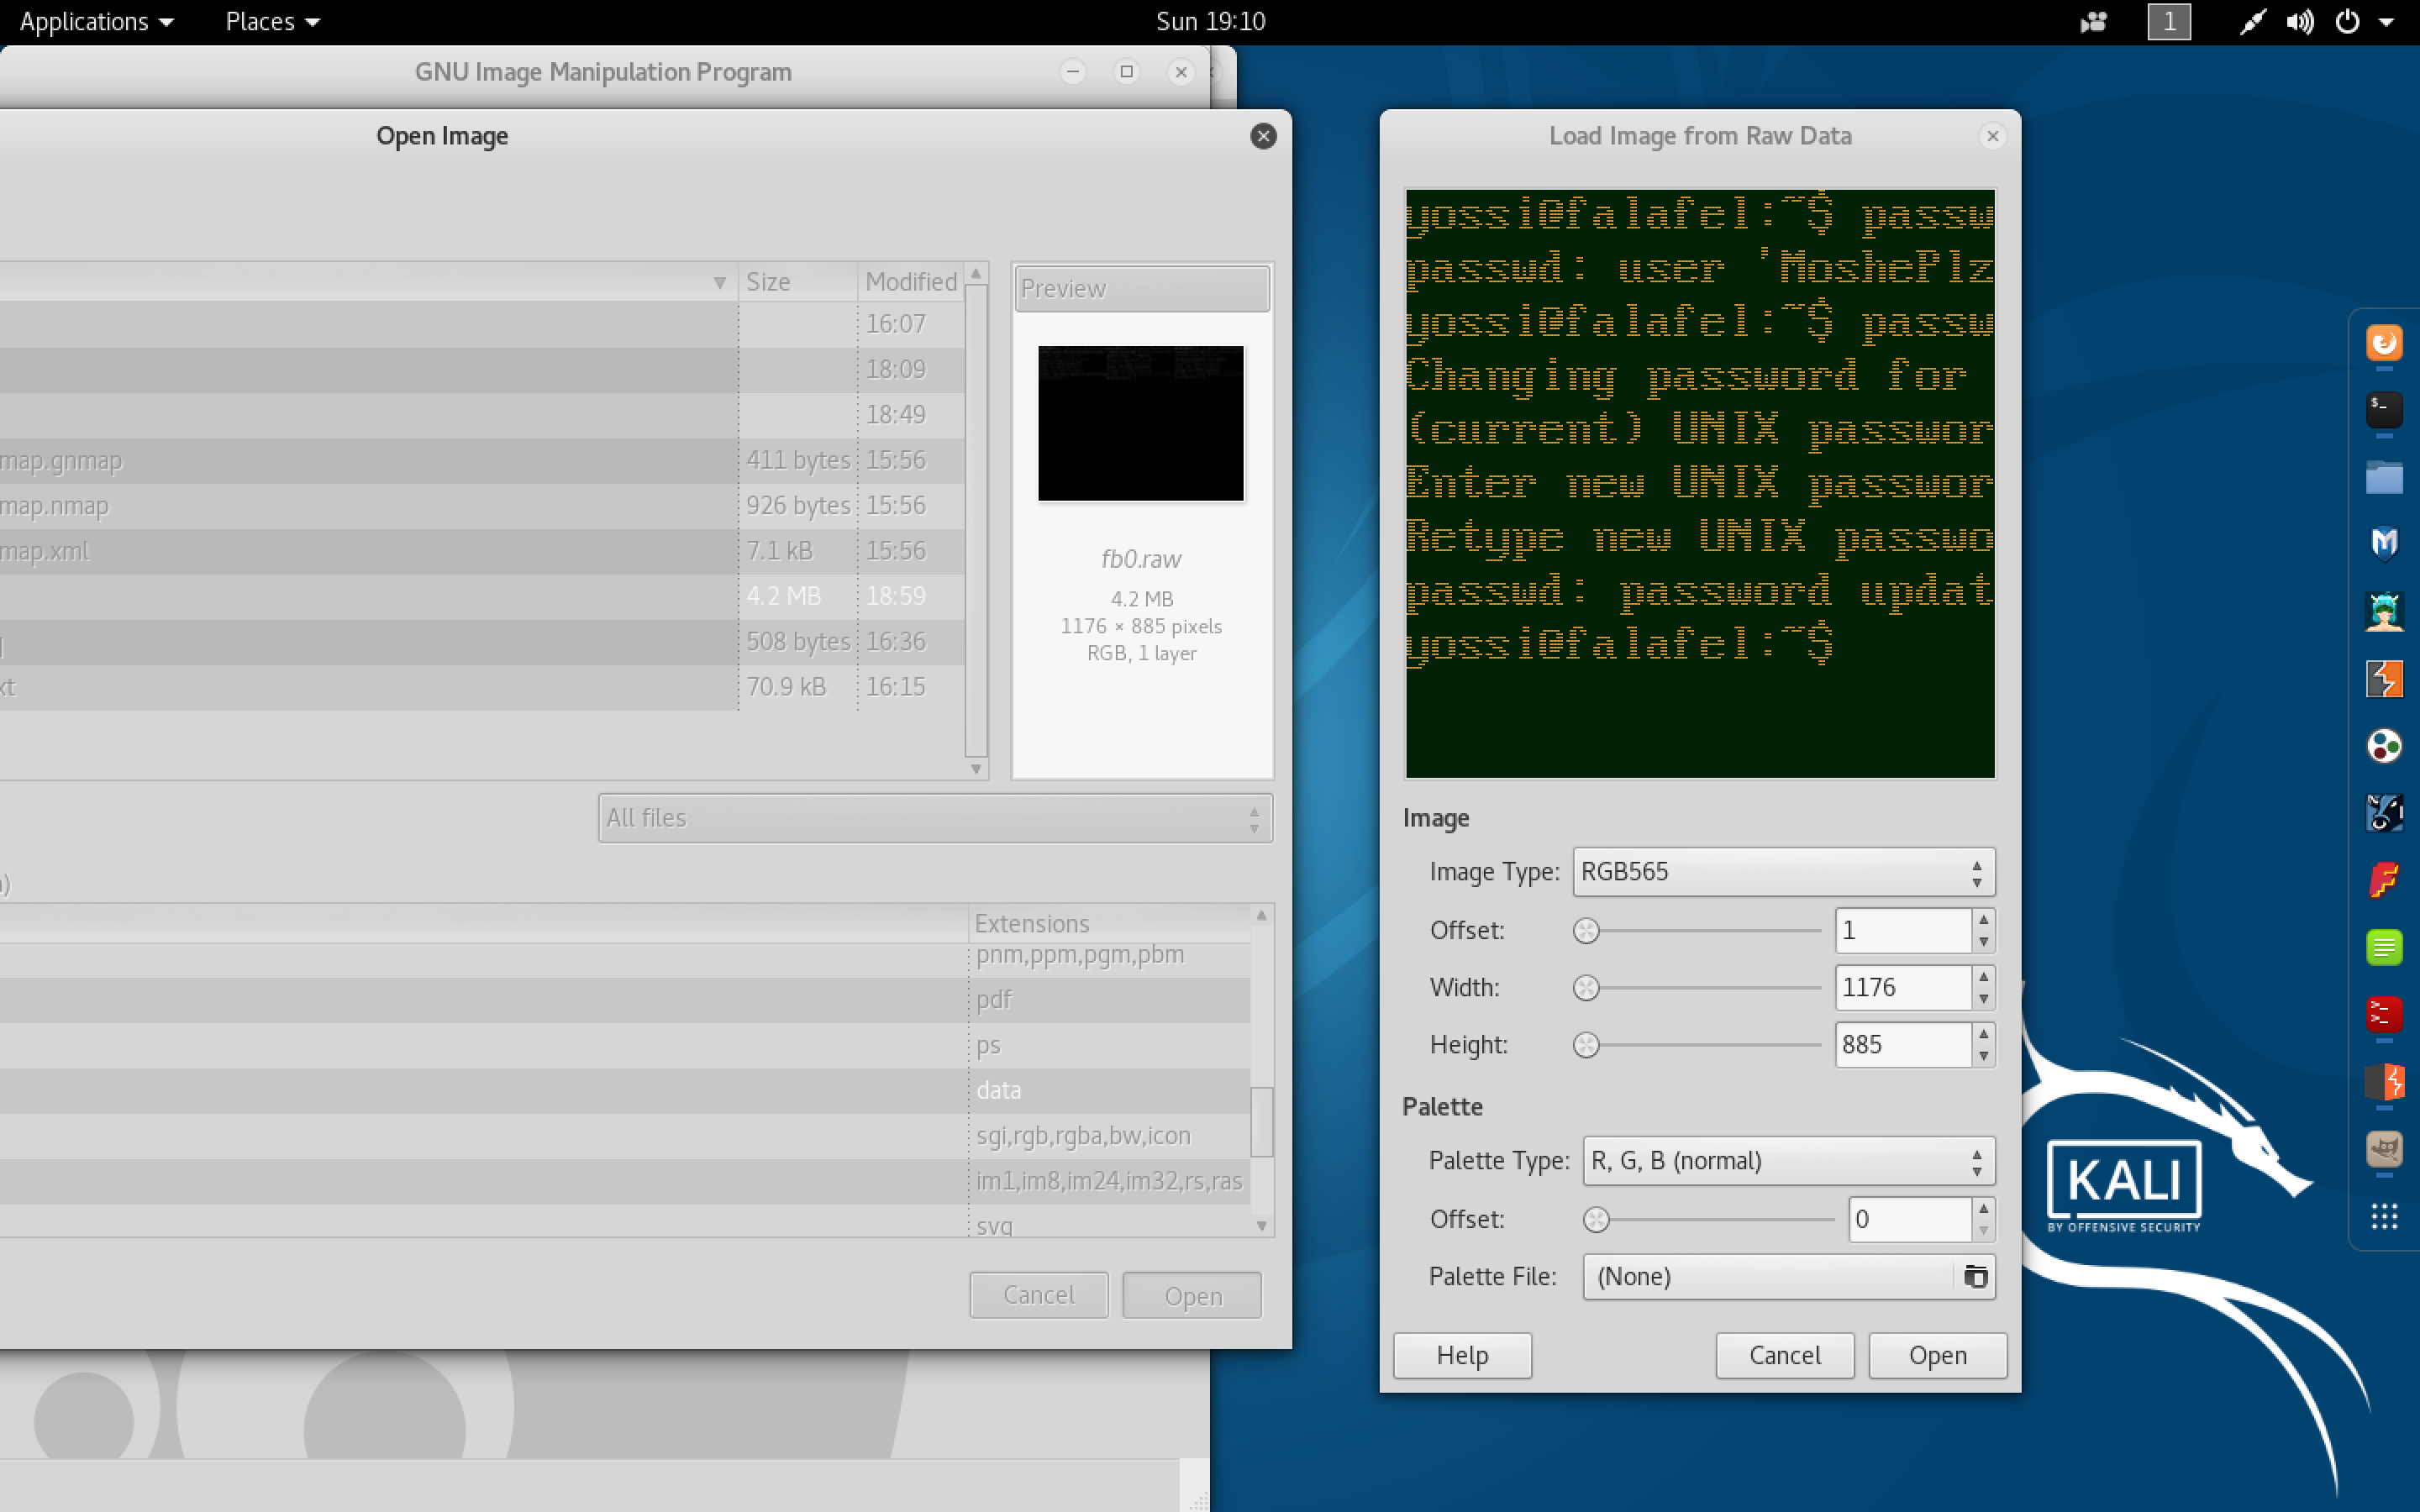 Applications
Places
Sun 19:10
1
GNU Image Manipulation Program
Open Image
Size
Modified
16:07
18:09
18:49
map.gnmap 411 bytes 15:56
map.nmap 926 bytes 15:56
map.xml 7.1 kB 15:56
4.2 MB 18:59
508 bytes 16:36
xt 70.9 kB 16:15
Preview
fb0.raw
4.2 MB
1176 × 885 pixels
RGB, 1 layer
All files
Extensions
pnm,ppm,pgm,pbm
pdf
ps
data
sgi,rgb,rgba,bw,icon
im1,im8,im24,im32,rs,ras
svg
Cancel
Open
Load Image from Raw Data
yossi@falafel:~$ passw
passwd: user 'MoshePlz
yossi@falafel:~$ passw
Changing password for
(current) UNIX passwor
Enter new UNIX passwor
Retype new UNIX passwo
passwd: password updat
yossi@falafel:~$
Image
Image Type: RGB565
Offset: 1
Width: 1176
Height: 885
Palette
Palette Type: R, G, B (normal)
Offset: 0
Palette File: (None)
Help
Cancel
Open
KALI
BY OFFENSIVE SECURITY